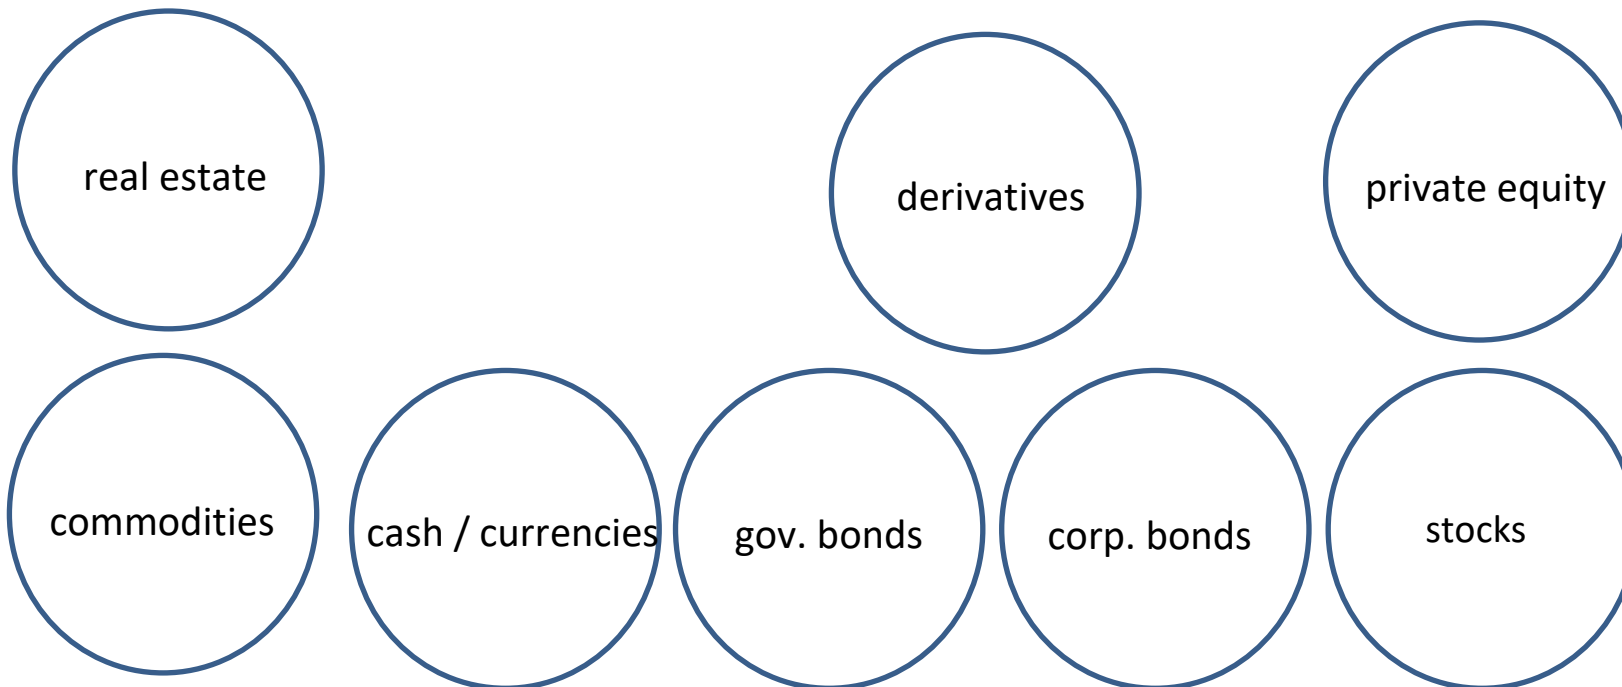 real estate
derivatives
private equity
commodities
cash / currencies
gov. bonds
corp. bonds
stocks